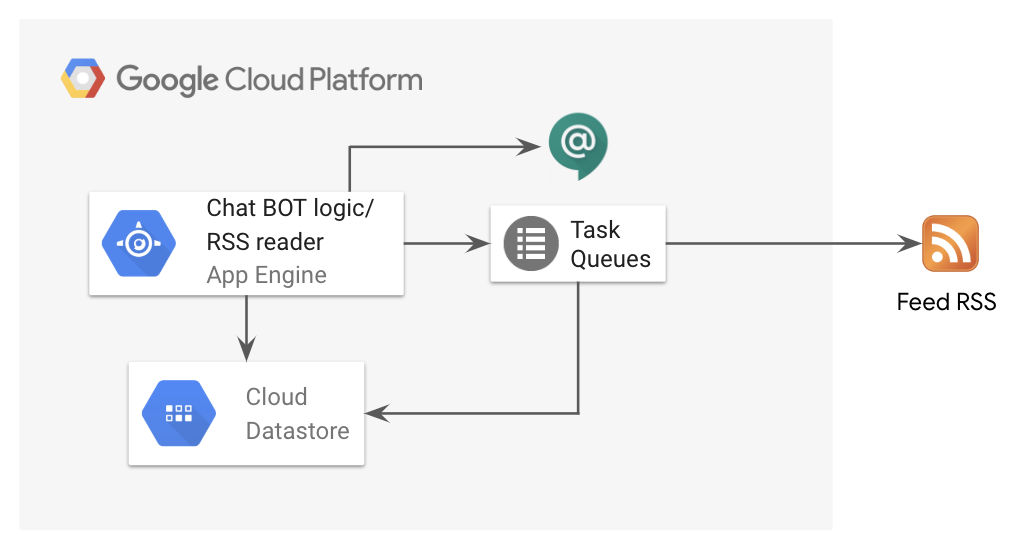 Google Cloud Platform
@
Chat BOT logic/
RSS reader
App Engine
Task
Queues
Feed RSS
Cloud
Datastore